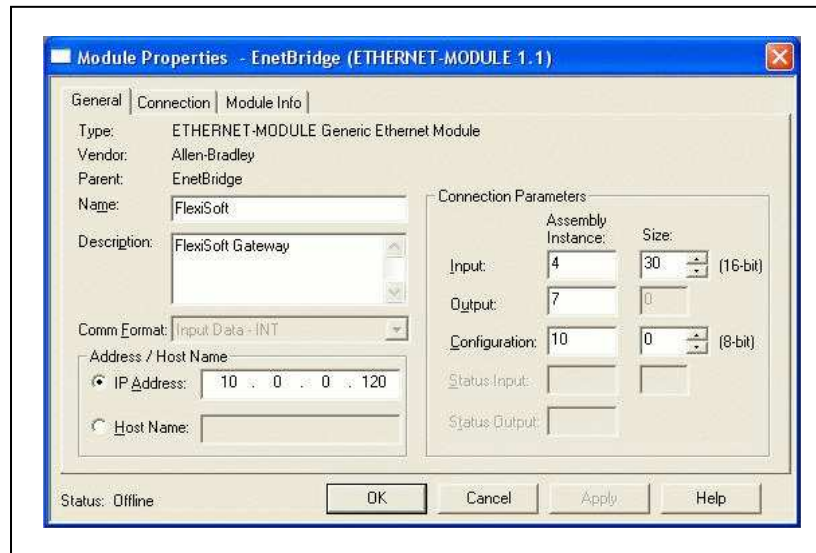 Module Properties - EnetBridge (ETHERNET-MODULE 1.1)
General Connection Module Info
Type: ETHERNET-MODULE Generic Ethernet Module
Vendor: Allen-Bradley
Parent: EnetBridge
Name: FlexiSoft
Description: FlexiSoft Gateway
Comm Format: Input Data - INT
Address / Host Name
IP Address: 10 . 0 . 0 . 120
Host Name:
Connection Parameters
Assembly Instance: Size:
Input: 4 30 (16-bit)
Output: 7 0
Configuration: 10 0 (8-bit)
Status Input:
Status Output:
Status: Offline
OK Cancel Apply Help